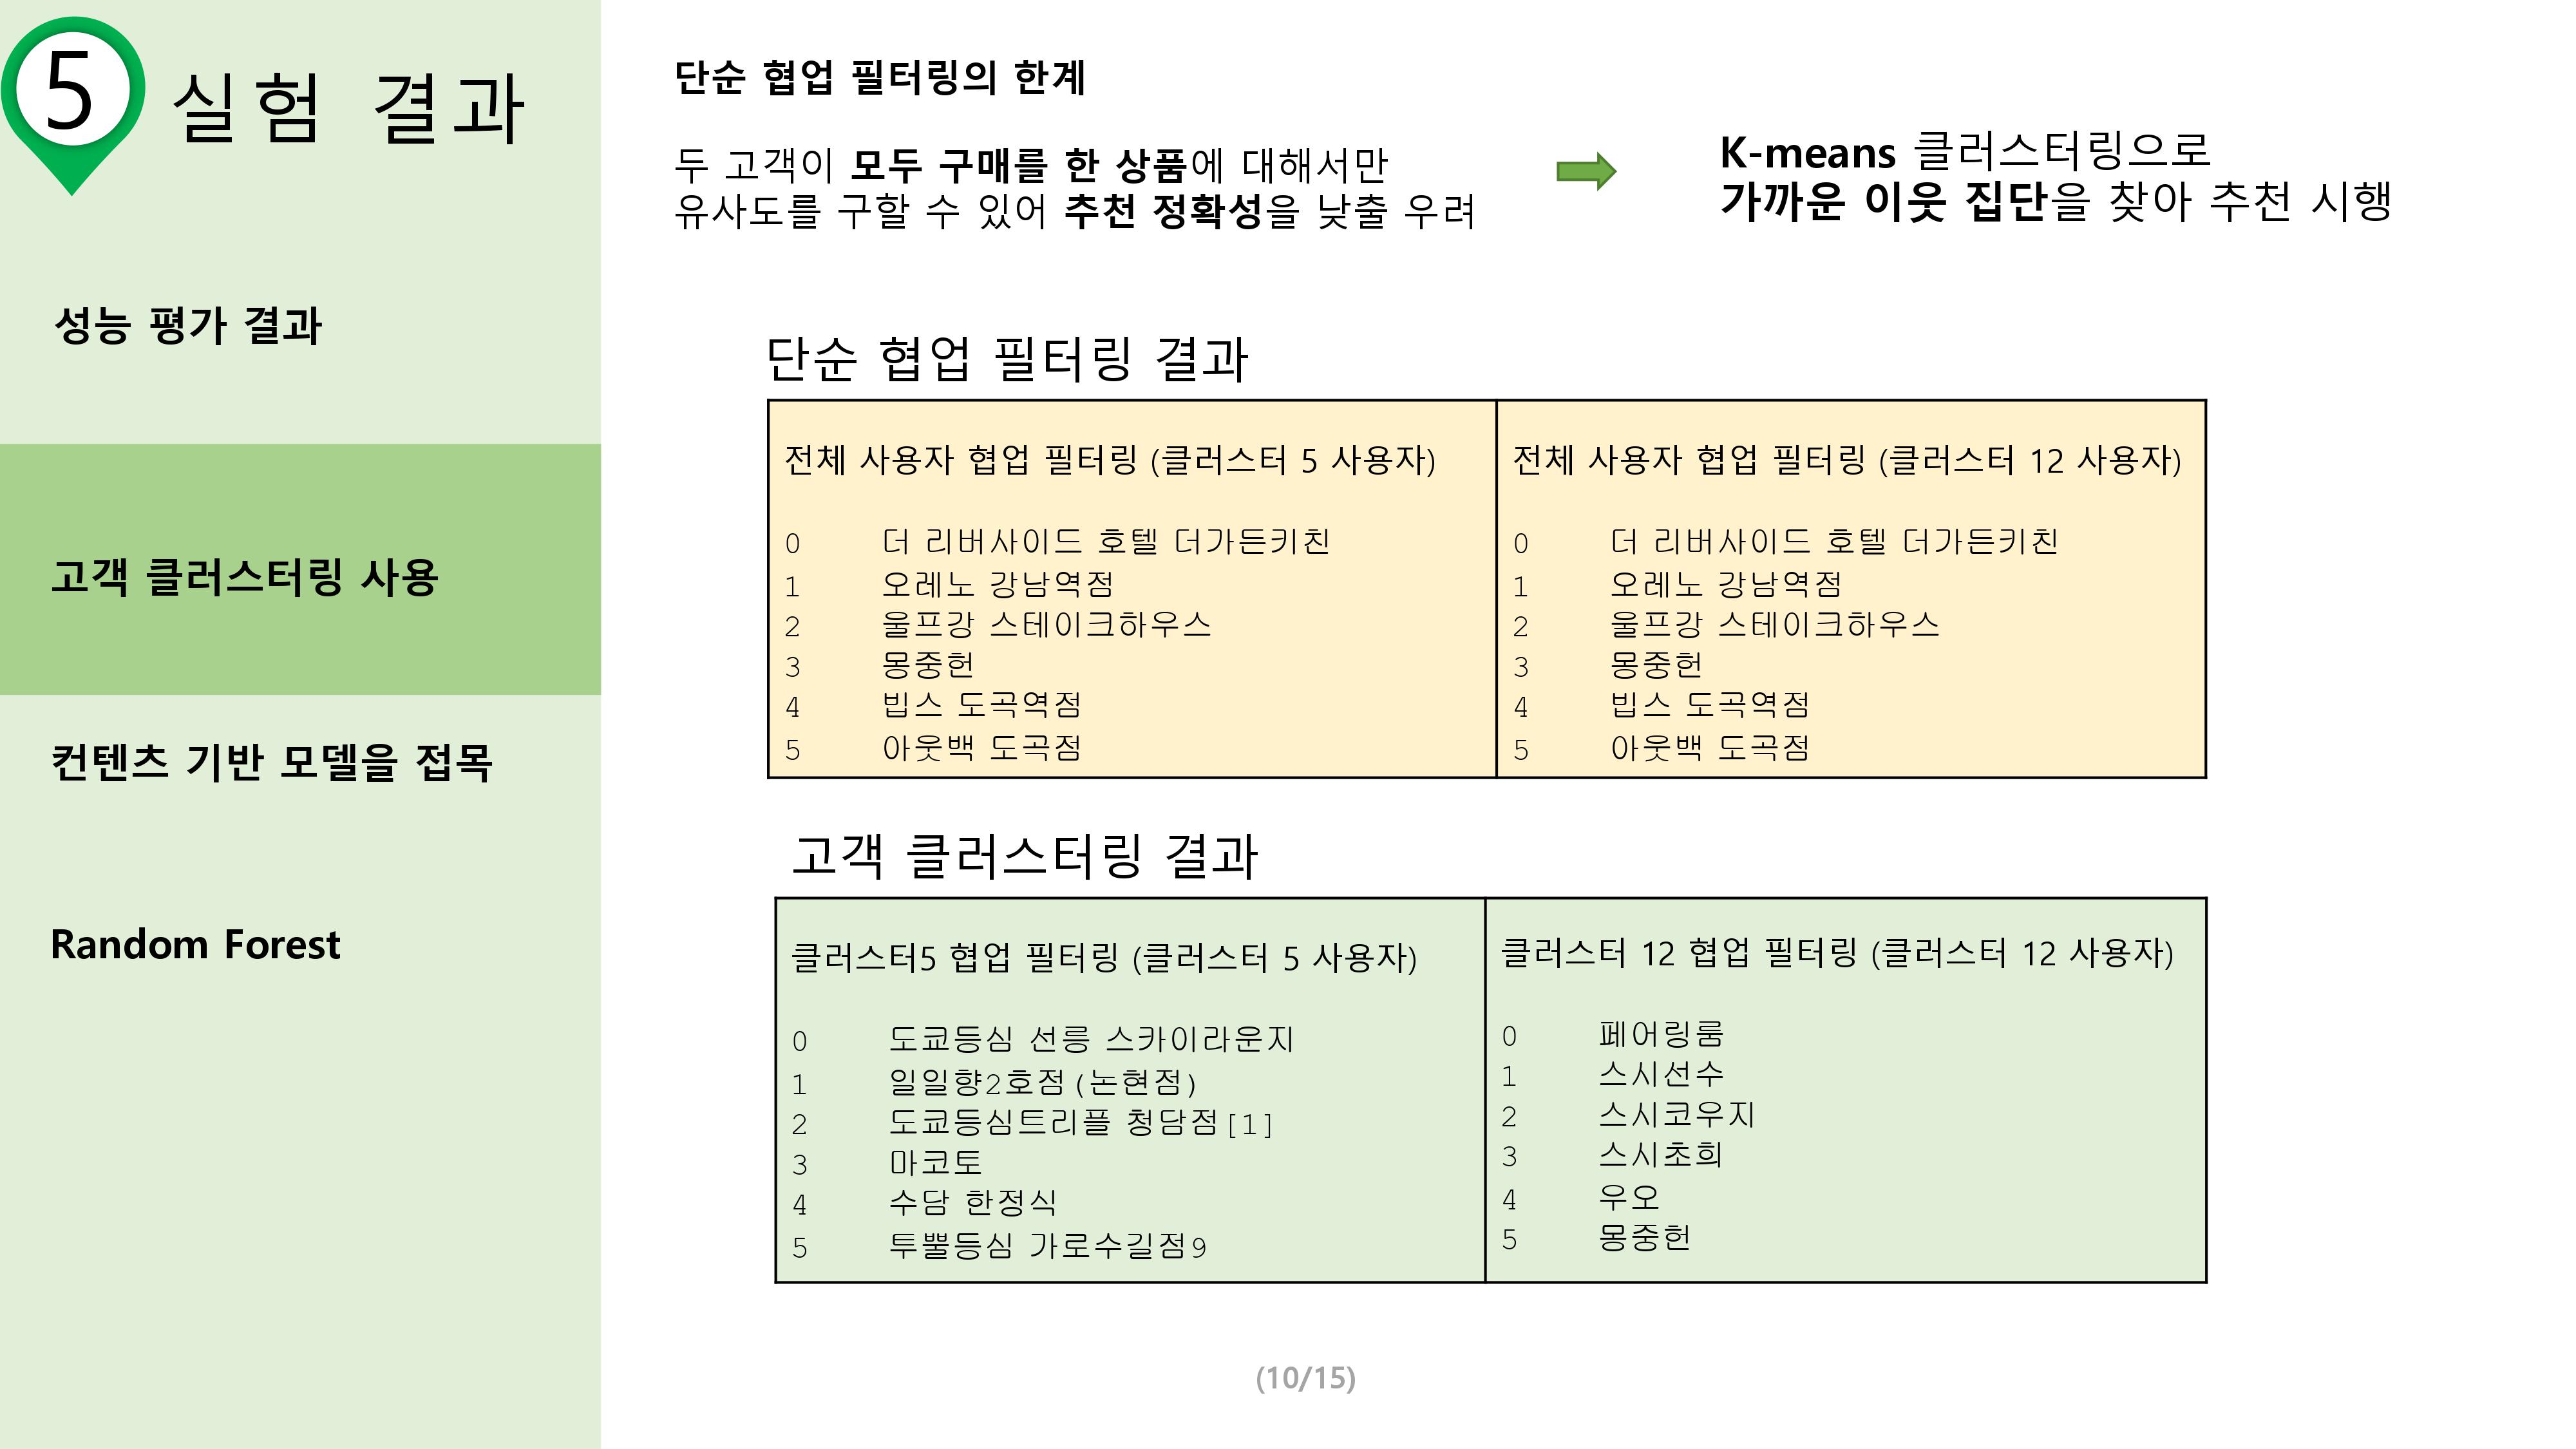 5
실험 결과
성능 평가 결과
고객 클러스터링 사용
컨텐츠 기반 모델을 접목
Random Forest
단순 협업 필터링의 한계
두 고객이 모두 구매를 한 상품에 대해서만
유사도를 구할 수 있어 추천 정확성을 낮출 우려
K-means 클러스터링으로
가까운 이웃 집단을 찾아 추천 시행
단순 협업 필터링 결과
전체 사용자 협업 필터링 (클러스터 5 사용자)
0 더 리버사이드 호텔 더가든키친
1 오레노 강남역점
2 울프강 스테이크하우스
3 몽중헌
4 빕스 도곡역점
5 아웃백 도곡점
전체 사용자 협업 필터링 (클러스터 12 사용자)
0 더 리버사이드 호텔 더가든키친
1 오레노 강남역점
2 울프강 스테이크하우스
3 몽중헌
4 빕스 도곡역점
5 아웃백 도곡점
고객 클러스터링 결과
클러스터5 협업 필터링 (클러스터 5 사용자)
0 도쿄등심 선릉 스카이라운지
1 일일향2호점(논현점)
2 도쿄등심트리플 청담점[1]
3 마코토
4 수담 한정식
5 투뿔등심 가로수길점9
클러스터 12 협업 필터링 (클러스터 12 사용자)
0 페어링룸
1 스시선수
2 스시코우지
3 스시초희
4 우오
5 몽중헌
(10/15)